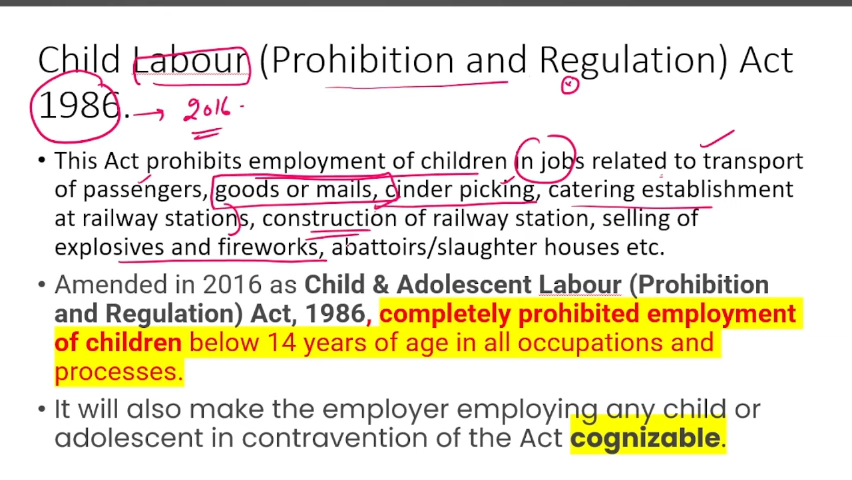 Child Labour (Prohibition and Regulation) Act
1986. → 2016.
• This Act prohibits employment of children in jobs related to transport
of passengers, goods or mails, cinder picking, catering establishment
at railway stations, construction of railway station, selling of
explosives and fireworks, abattoirs/slaughter houses etc.
• Amended in 2016 as Child & Adolescent Labour (Prohibition
and Regulation) Act, 1986, completely prohibited employment
of children below 14 years of age in all occupations and
processes.
• It will also make the employer employing any child or
adolescent in contravention of the Act cognizable.